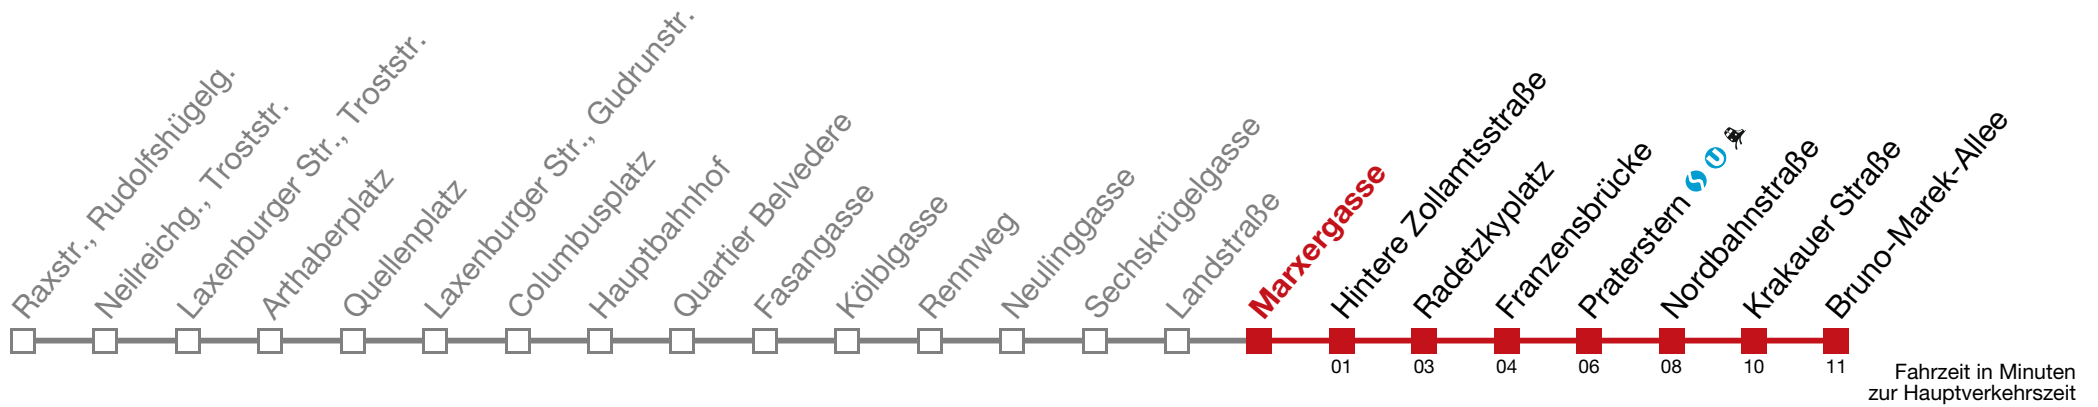 Raxstr., Rudolfshügelg.
Neilreichg., Troststr.
Laxenburger Str., Troststr.
Arthaberplatz
Quellenplatz
Laxenburger Str., Gudrunstr.
Columbusplatz
Hauptbahnhof
Quartier Belvedere
Fasangasse
Kölblgasse
Rennweg
Neulinggasse
Sechskrügelgasse
Landstraße
Marxergasse
Hintere Zollamtsstraße
Radetzkyplatz
Franzensbrücke
Praterstern S U
Nordbahnstraße
Krakauer Straße
Bruno-Marek-Allee
01 03 04 06 08 10 11
Fahrzeit in Minuten
zur Hauptverkehrszeit